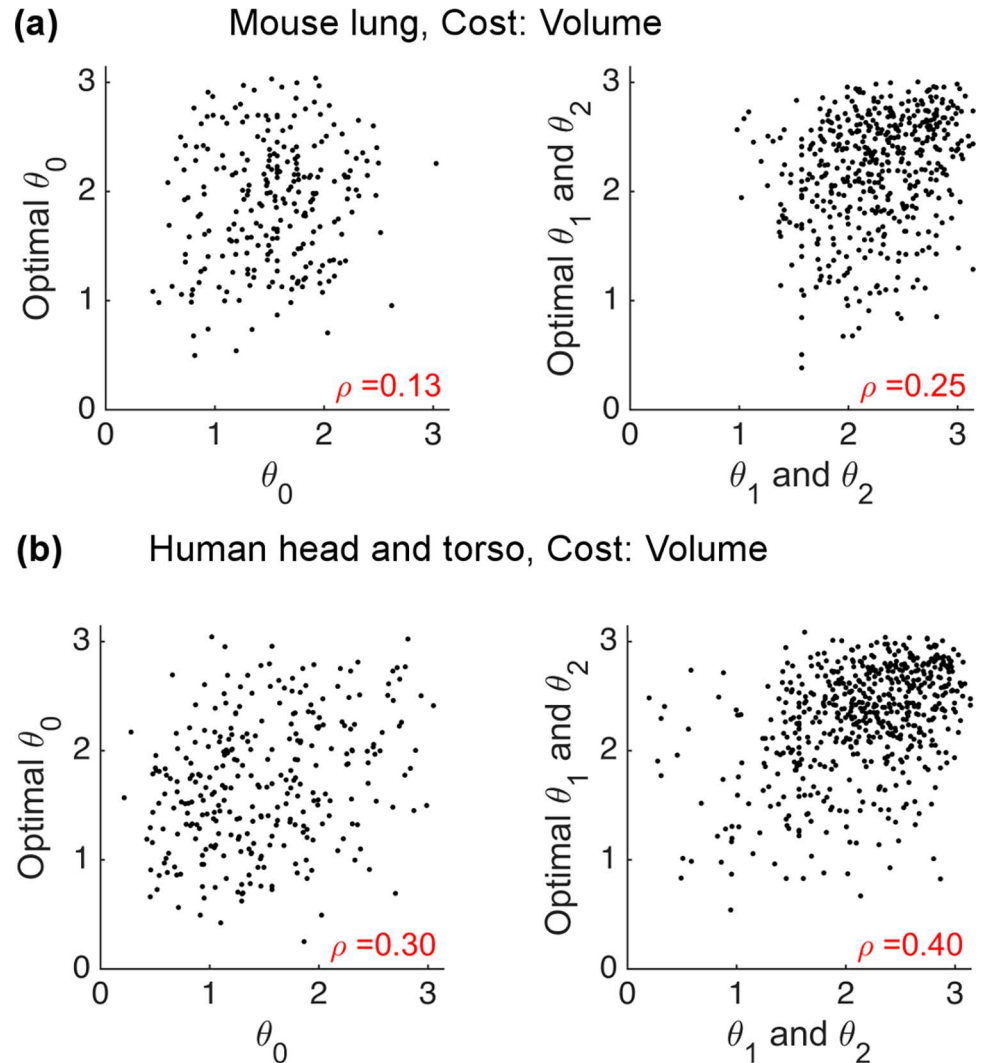 (a) Mouse lung, Cost: Volume
Optimal θ0
3
2
1
0
0 1 2 3
θ0
ρ =0.13
Optimal θ1 and θ2
3
2
1
0
0 1 2 3
θ1 and θ2
ρ =0.25
(b) Human head and torso, Cost: Volume
Optimal θ0
3
2
1
0
0 1 2 3
θ0
ρ =0.30
Optimal θ1 and θ2
3
2
1
0
0 1 2 3
θ1 and θ2
ρ =0.40